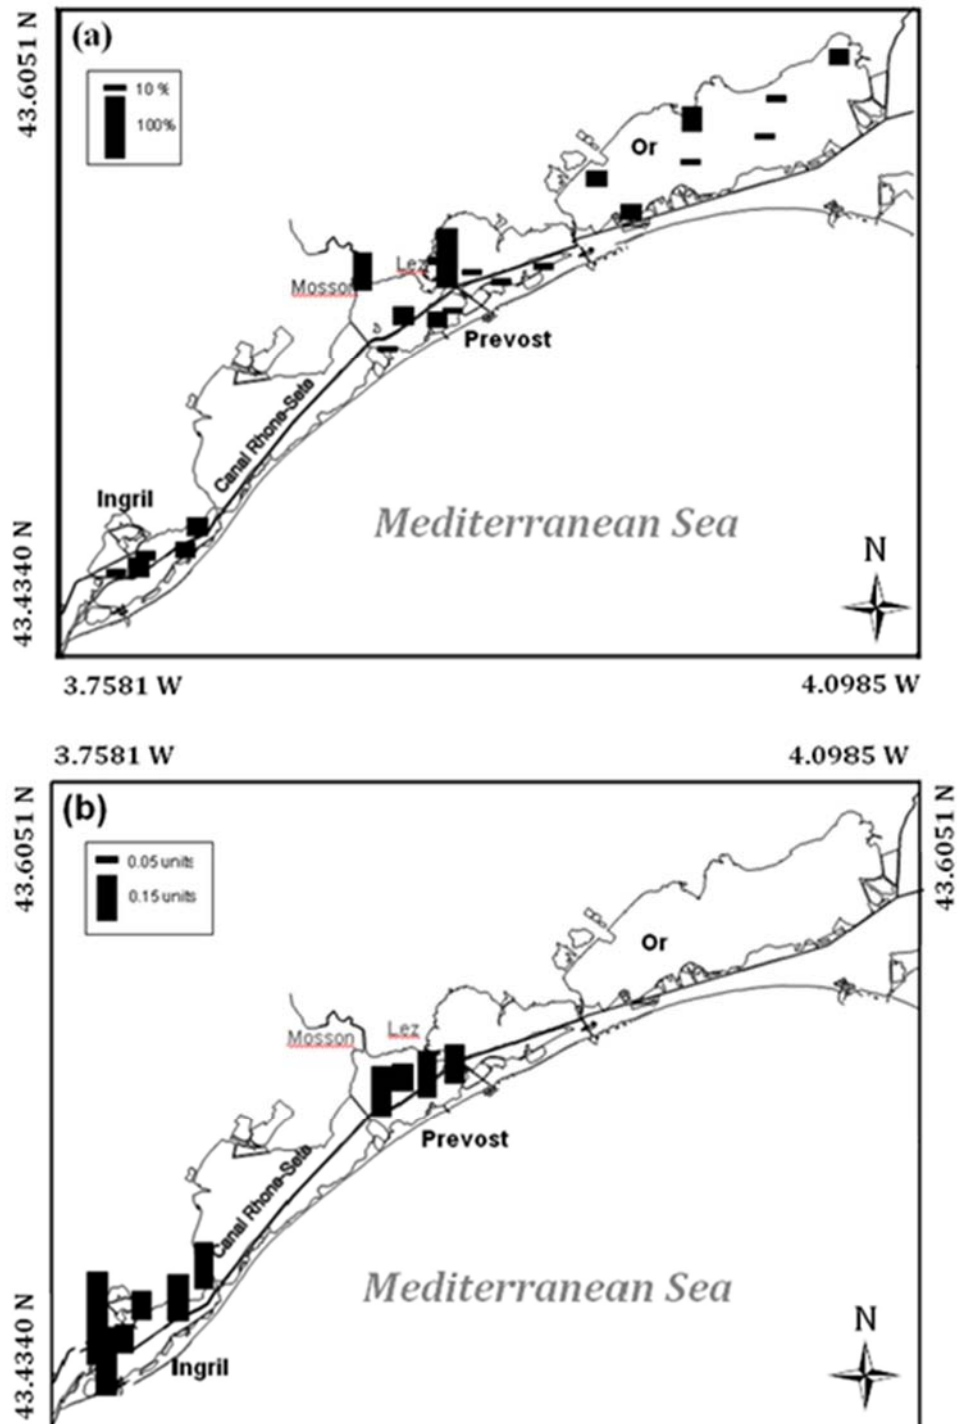 (a)
43.6051 N
10 %
100%
Or
Lez
Mosson
Prevost
Canal Rhone-Sete
Ingril
Mediterranean Sea
N
43.4340 N
3.7581 W
4.0985 W
3.7581 W
4.0985 W
(b)
43.6051 N
43.6051 N
0.05 units
0.15 units
Or
Lez
Mosson
Prevost
Canal Rhone-Sete
Mediterranean Sea
N
Ingril
43.4340 N